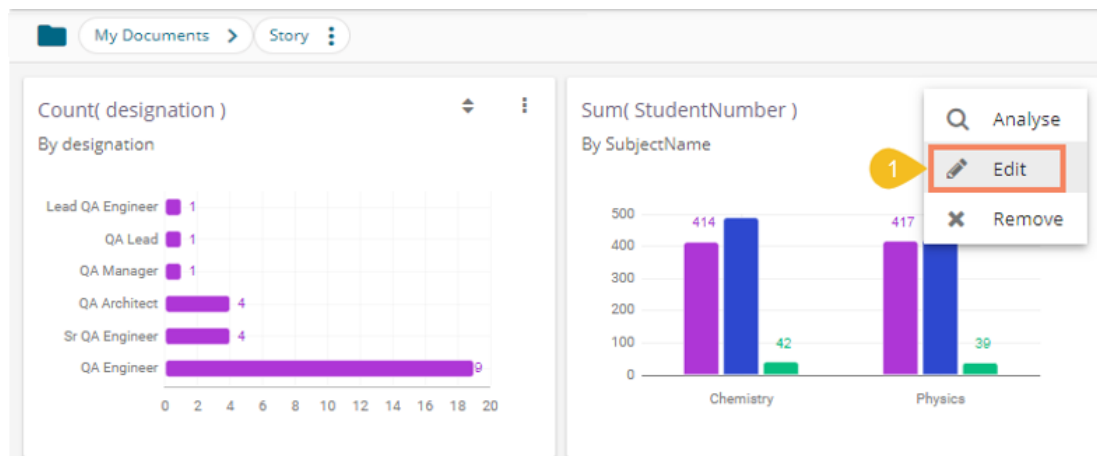 My Documents > Story
Count( designation )
By designation
Lead QA Engineer 1
QA Lead 1
QA Manager 1
QA Architect 4
Sr QA Engineer 4
QA Engineer 9
0 2 4 6 8 10 12 14 16 18 20
Sum( StudentNumber )
By SubjectName
500
400
300
200
100
0
414
42
417
39
Chemistry
Physics
Analyse
1
Edit
Remove